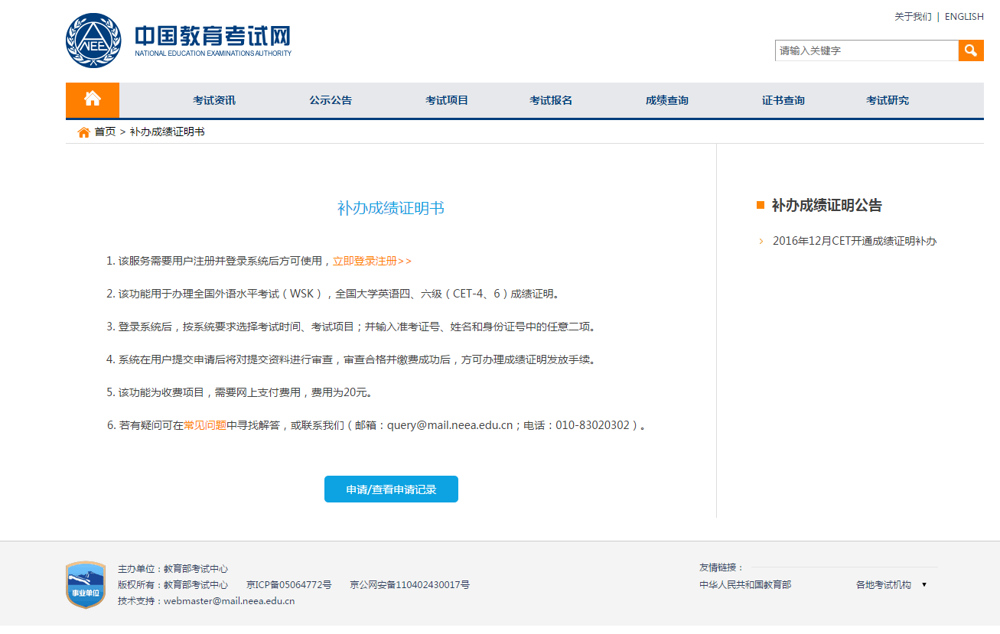 关于我们 | ENGLISH
NEE
中国教育考试网
NATIONAL EDUCATION EXAMINATIONS AUTHORITY
请输入关键字
考试资讯 公示公告 考试项目 考试报名 成绩查询 证书查询 考试研究
首页 > 补办成绩证明书
补办成绩证明书
1. 该服务需要用户注册并登录系统后方可使用，立即登录注册>>
2. 该功能用于办理全国外语水平考试（WSK），全国大学英语四、六级（CET-4、6）成绩证明。
3. 登录系统后，按系统要求选择考试时间、考试项目；并输入准考证号、姓名和身份证号中的任意二项。
4. 系统在用户提交申请后将对提交资料进行审查，审查合格并缴费成功后，方可办理成绩证明发放手续。
5. 该功能为收费项目，需要网上支付费用，费用为20元。
6. 若有疑问可在常见问题中寻找解答，或联系我们（邮箱：query@mail.neea.edu.cn；电话：010-83020302）。
申请/查看申请记录
补办成绩证明公告
2016年12月CET开通成绩证明补办
事业单位
主办单位：教育部考试中心
版权所有：教育部考试中心 京ICP备05064772号 京公网安备110402430017号
技术支持：webmaster@mail.neea.edu.cn
友情链接：
中华人民共和国教育部 各地考试机构 ▼